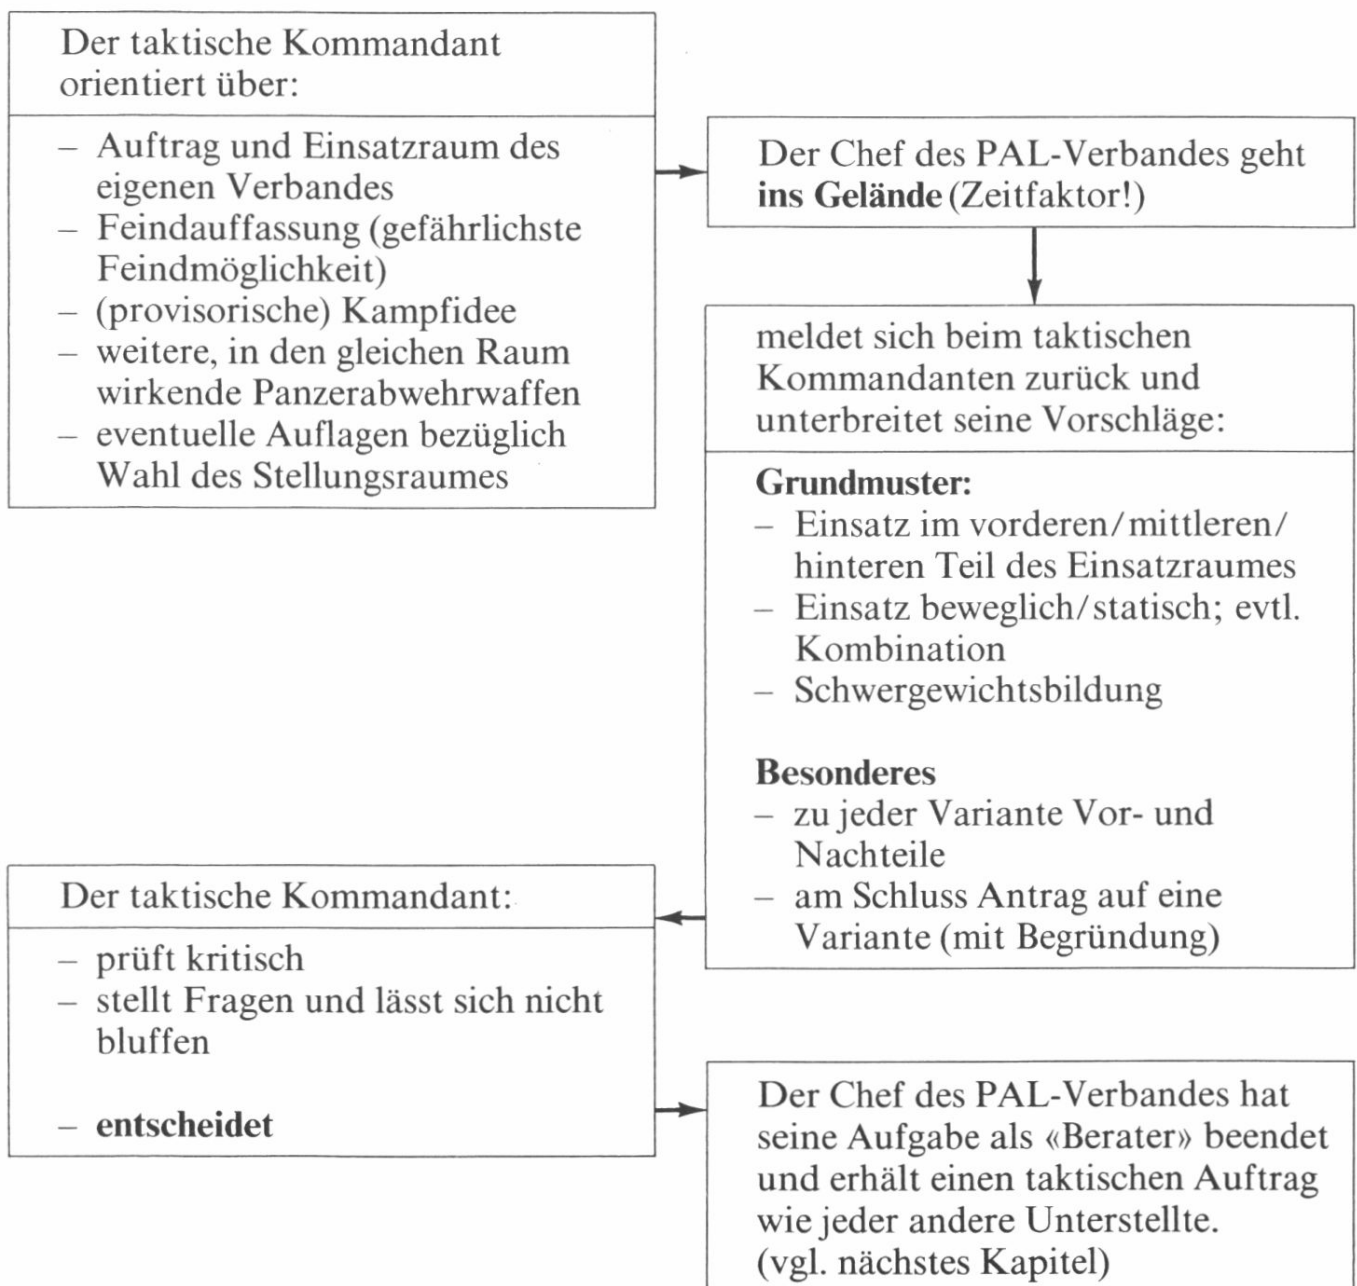 Der taktische Kommandant
orientiert über:
– Auftrag und Einsatzraum des
eigenen Verbandes
– Feindauffassung (gefährlichste
Feindmöglichkeit)
– (provisorische) Kampfidee
– weitere, in den gleichen Raum
wirkende Panzerabwehrwaffen
– eventuelle Auflagen bezüglich
Wahl des Stellungsraumes
Der Chef des PAL-Verbandes geht
ins Gelände (Zeitfaktor!)
meldet sich beim taktischen
Kommandanten zurück und
unterbreitet seine Vorschläge:
Grundmuster:
– Einsatz im vorderen/mittleren/
hinteren Teil des Einsatzraumes
– Einsatz beweglich/statisch; evtl.
Kombination
– Schwergewichtsbildung
Besonderes
– zu jeder Variante Vor- und
Nachteile
– am Schluss Antrag auf eine
Variante (mit Begründung)
Der taktische Kommandant:
– prüft kritisch
– stellt Fragen und lässt sich nicht
bluffen
– entscheidet
Der Chef des PAL-Verbandes hat
seine Aufgabe als «Berater» beendet
und erhält einen taktischen Auftrag
wie jeder andere Unterstellte.
(vgl. nächstes Kapitel)